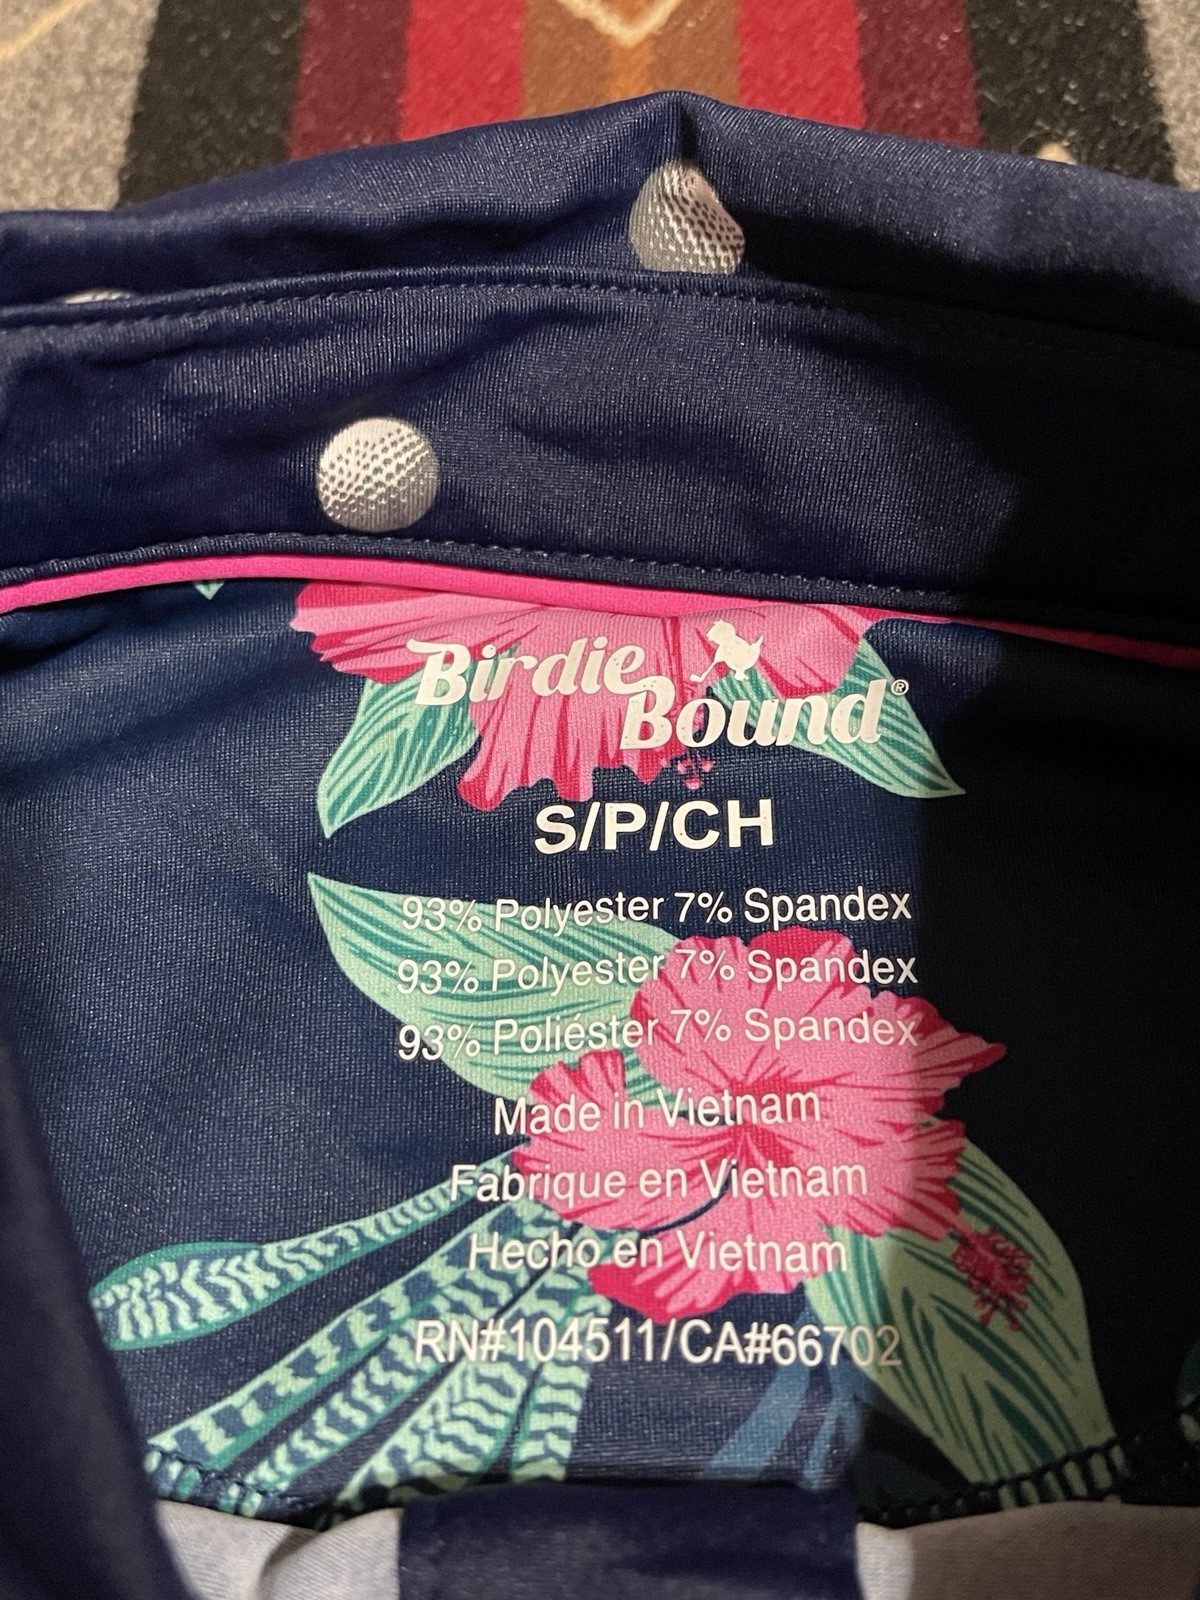 Birdie
Bound®
S/P/CH
93% Polyester 7% Spandex
93% Polyester 7% Spandex
93% Poliéster 7% Spandex
Made in Vietnam
Fabrique en Vietnam
Hecho en Vietnam
RN#104511/CA#66702